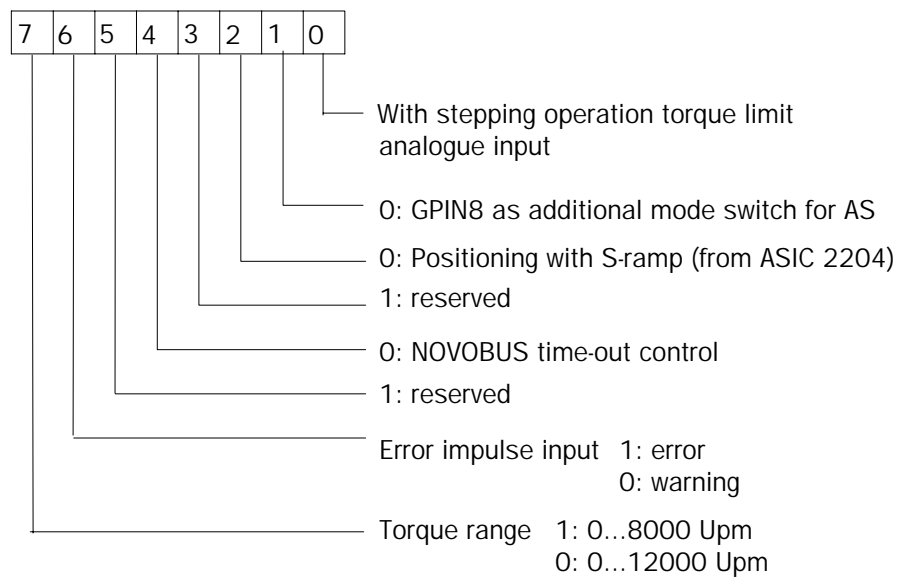 7 6 5 4 3 2 1 0
With stepping operation torque limit
analogue input
0: GPIN8 as additional mode switch for AS
0: Positioning with S-ramp (from ASIC 2204)
1: reserved
0: NOVOBUS time-out control
1: reserved
Error impulse input 1: error
0: warning
Torque range 1: 0...8000 Upm
0: 0...12000 Upm